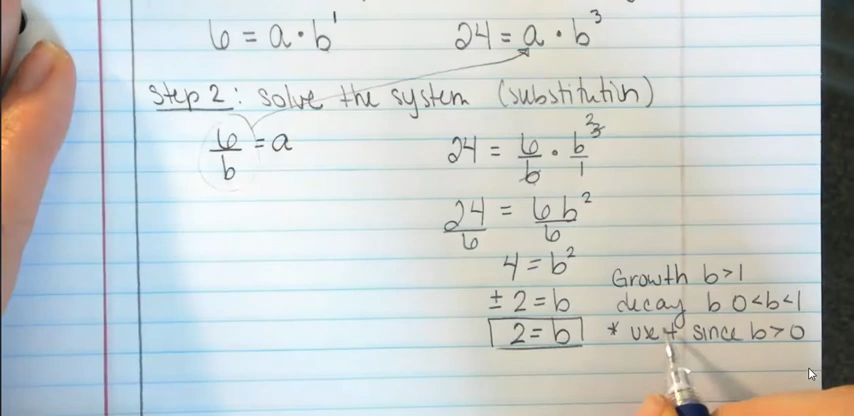 6 = a · b¹ 24 = a · b³
Step 2: solve the system (substitution)
6/b = a 24 = 6/b · b³/1 2
24/6 = 6b²/6
4 = b²
Growth b>1
± 2 = b decay b 0<b<1
2 = b * use + since b>0